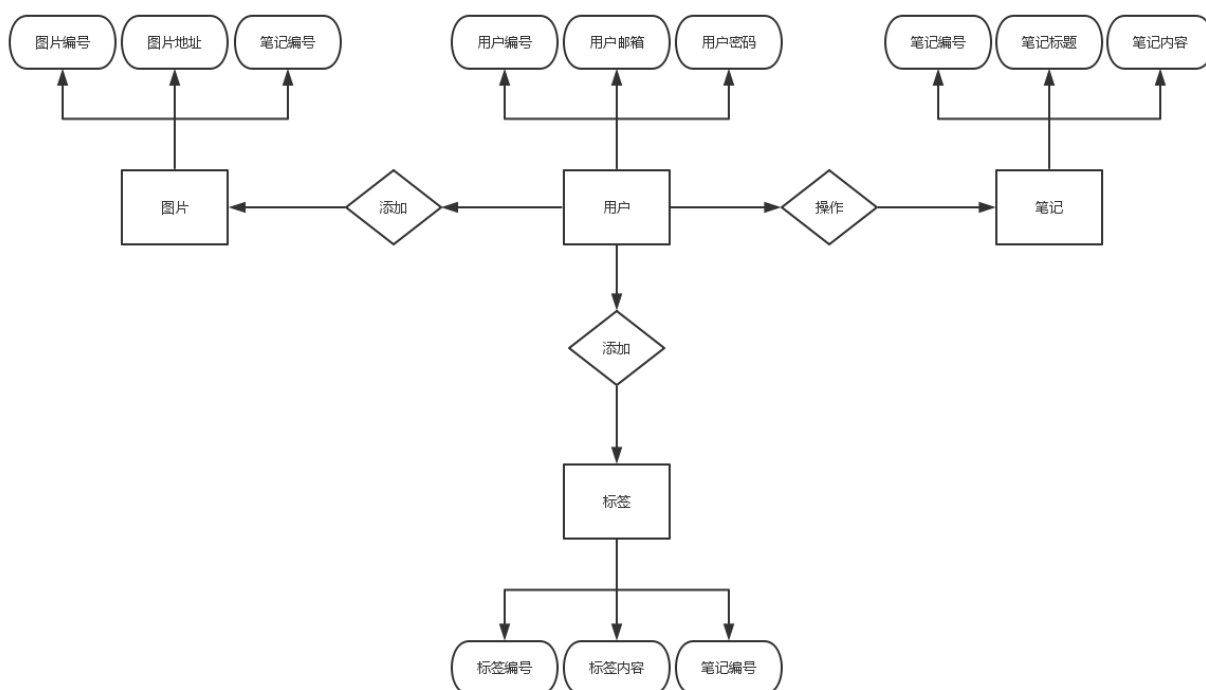 图片编号
图片地址
笔记编号
用户编号
用户邮箱
用户密码
笔记编号
笔记标题
笔记内容
图片
添加
用户
操作
笔记
添加
标签
标签编号
标签内容
笔记编号